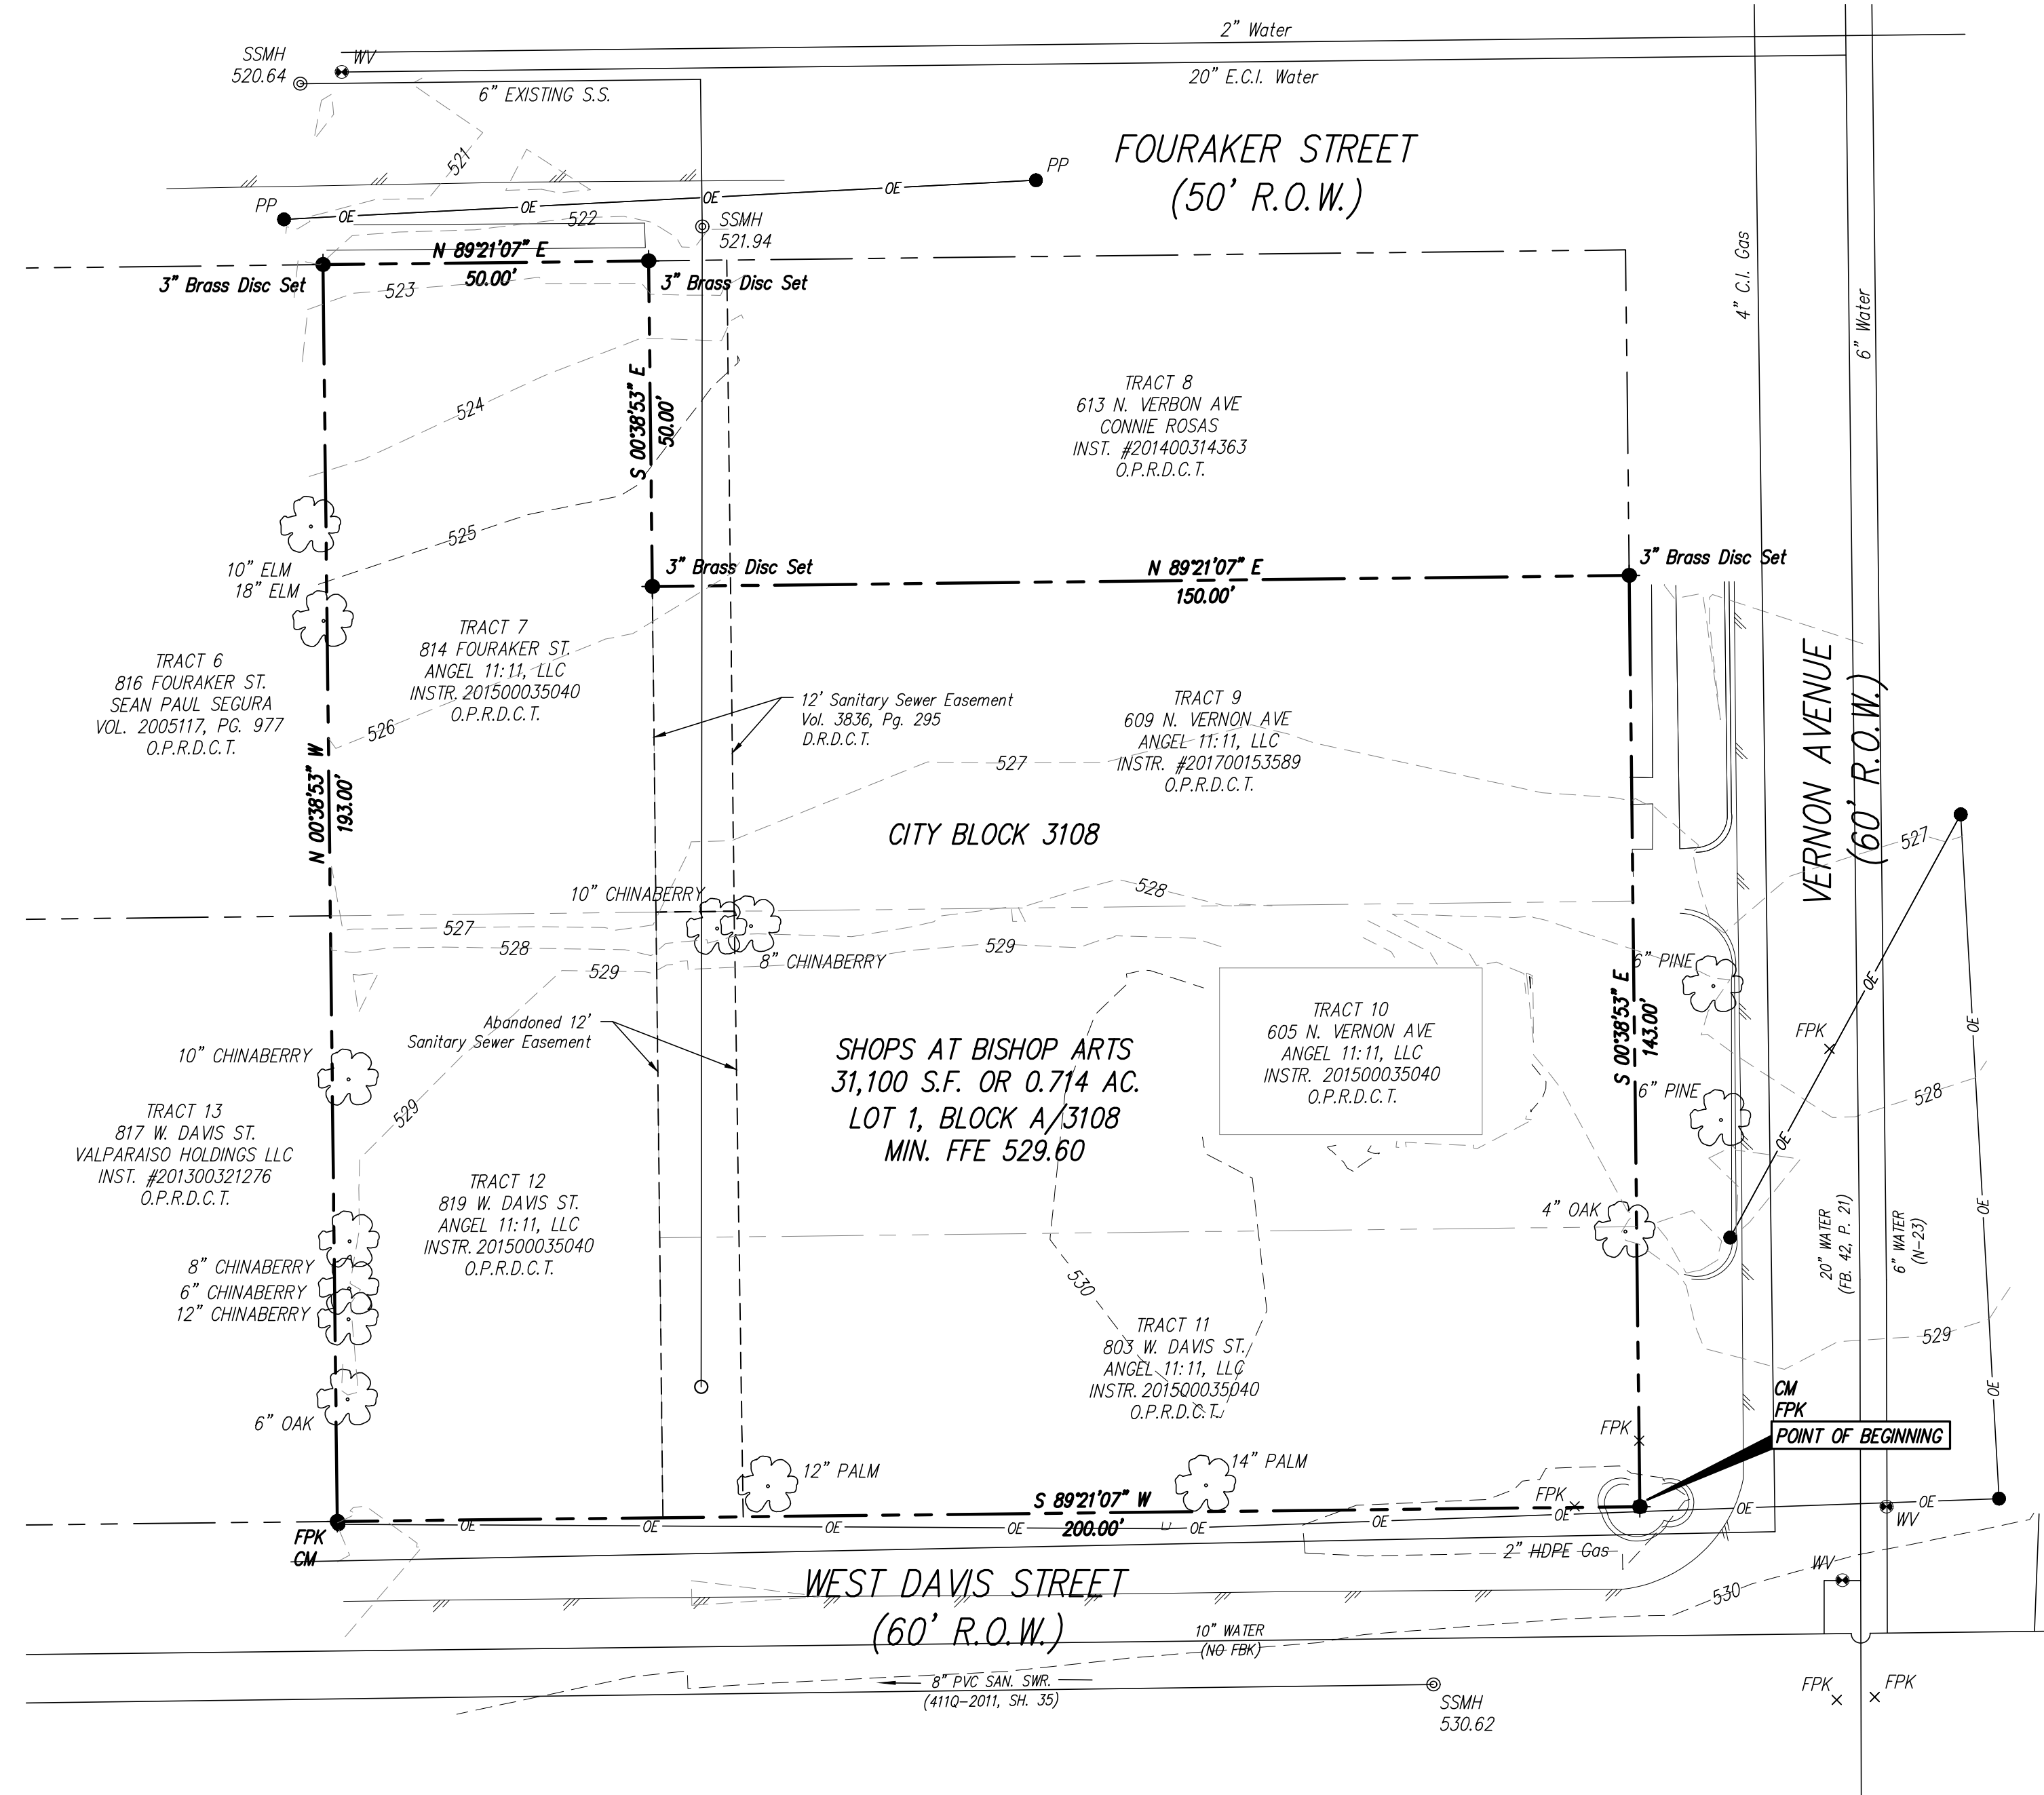 2" Water
SSMH
520.64
WV
20" E.C.I. Water
6" EXISTING S.S.
FOURAKER STREET
(50' R.O.W.)
521
PP
PP
OE
OE
OE
OE
522
SSMH
521.94
N 89°21'07" E
50.00'
3" Brass Disc Set
3" Brass Disc Set
523
4" C.I. Gas
6" Water
524
S 00°38'53" E
50.00'
TRACT 8
613 N. VERBON AVE
CONNIE ROSAS
INST. #201400314363
O.P.R.D.C.T.
525
10" ELM
18" ELM
3" Brass Disc Set
N 89°21'07" E
150.00'
3" Brass Disc Set
TRACT 6
816 FOURAKER ST.
SEAN PAUL SEGURA
VOL. 2005117, PG. 977
O.P.R.D.C.T.
TRACT 7
814 FOURAKER ST.
ANGEL 11:11, LLC
INSTR. 201500035040
O.P.R.D.C.T.
526
12' Sanitary Sewer Easement
Vol. 3836, Pg. 295
D.R.D.C.T.
TRACT 9
609 N. VERNON AVE
ANGEL 11:11, LLC
INSTR. #201700153589
O.P.R.D.C.T.
527
VERNON AVENUE
(60' R.O.W.)
N 00°38'53" W
193.00'
CITY BLOCK 3108
527
528
10" CHINABERRY
527
528
529
529
8" CHINABERRY
6" PINE
OE
OE
Abandoned 12'
Sanitary Sewer Easement
10" CHINABERRY
SHOPS AT BISHOP ARTS
31,100 S.F. OR 0.714 AC.
LOT 1, BLOCK A/3108
MIN. FFE 529.60
TRACT 10
605 N. VERNON AVE
ANGEL 11:11, LLC
INSTR. 201500035040
O.P.R.D.C.T.
S 00°38'53" E
143.00'
FPK
6" PINE
528
529
OE
TRACT 13
817 W. DAVIS ST.
VALPARAISO HOLDINGS LLC
INST. #201300321276
O.P.R.D.C.T.
TRACT 12
819 W. DAVIS ST.
ANGEL 11:11, LLC
INSTR. 201500035040
O.P.R.D.C.T.
4" OAK
20" WATER
(FB. 42, P. 21)
6" WATER
(N-23)
OE
8" CHINABERRY
6" CHINABERRY
12" CHINABERRY
530
TRACT 11
803 W. DAVIS ST.
ANGEL 11:11, LLC
INSTR. 201500035040
O.P.R.D.C.T.
529
OE
6" OAK
CM
FPK
POINT OF BEGINNING
FPK
12" PALM
14" PALM
FPK
S 89°21'07" W
200.00'
OE
OE
OE
OE
OE
OE
OE
OE
OE
WV
FPK
CM
2" HDPE Gas
WV
WEST DAVIS STREET
(60' R.O.W.)
530
10" WATER
(NO FBK)
8" PVC SAN. SWR.
(411Q-2011, SH. 35)
SSMH
530.62
FPK
FPK